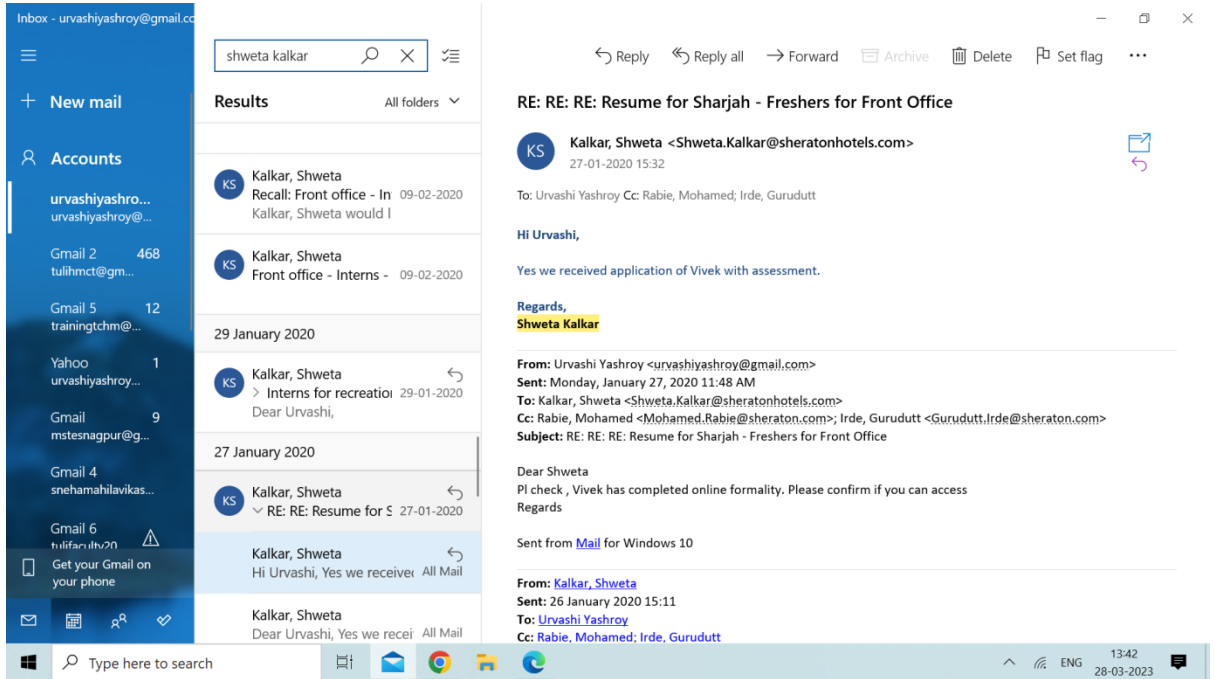 Inbox - urvashiyashroy@gmail.cc
shweta kalkar
Reply Reply all Forward Archive Delete Set flag
New mail
Results All folders
Accounts
urvashiyashro...
urvashiyashroy@...
Gmail 2 468
tulihmct@gm...
Gmail 5 12
trainingtchm@...
Yahoo 1
urvashiyashroy...
Gmail 9
mstesnagpur@g...
Gmail 4
snehamahilavikas...
Gmail 6
tulifaculty20
Get your Gmail on
your phone
KS Kalkar, Shweta
Recall: Front office - In 09-02-2020
Kalkar, Shweta would l
KS Kalkar, Shweta
Front office - Interns - 09-02-2020
29 January 2020
KS Kalkar, Shweta
Interns for recreatio 29-01-2020
Dear Urvashi,
27 January 2020
KS Kalkar, Shweta
RE: RE: Resume for S 27-01-2020
Kalkar, Shweta
Hi Urvashi, Yes we receive All Mail
Kalkar, Shweta
Dear Urvashi, Yes we recei All Mail
RE: RE: RE: Resume for Sharjah - Freshers for Front Office
KS Kalkar, Shweta <Shweta.Kalkar@sheratonhotels.com>
27-01-2020 15:32
To: Urvashi Yashroy Cc: Rabie, Mohamed; Irde, Gurudutt
Hi Urvashi,
Yes we received application of Vivek with assessment.
Regards,
Shweta Kalkar
From: Urvashi Yashroy <urvashiyashroy@gmail.com>
Sent: Monday, January 27, 2020 11:48 AM
To: Kalkar, Shweta <Shweta.Kalkar@sheratonhotels.com>
Cc: Rabie, Mohamed <Mohamed.Rabie@sheraton.com>; Irde, Gurudutt <Gurudutt.Irde@sheraton.com>
Subject: RE: RE: RE: Resume for Sharjah - Freshers for Front Office
Dear Shweta
Pl check , Vivek has completed online formality. Please confirm if you can access
Regards
Sent from Mail for Windows 10
From: Kalkar, Shweta
Sent: 26 January 2020 15:11
To: Urvashi Yashroy
Cc: Rabie, Mohamed; Irde, Gurudutt
Type here to search
ENG
13:42
28-03-2023